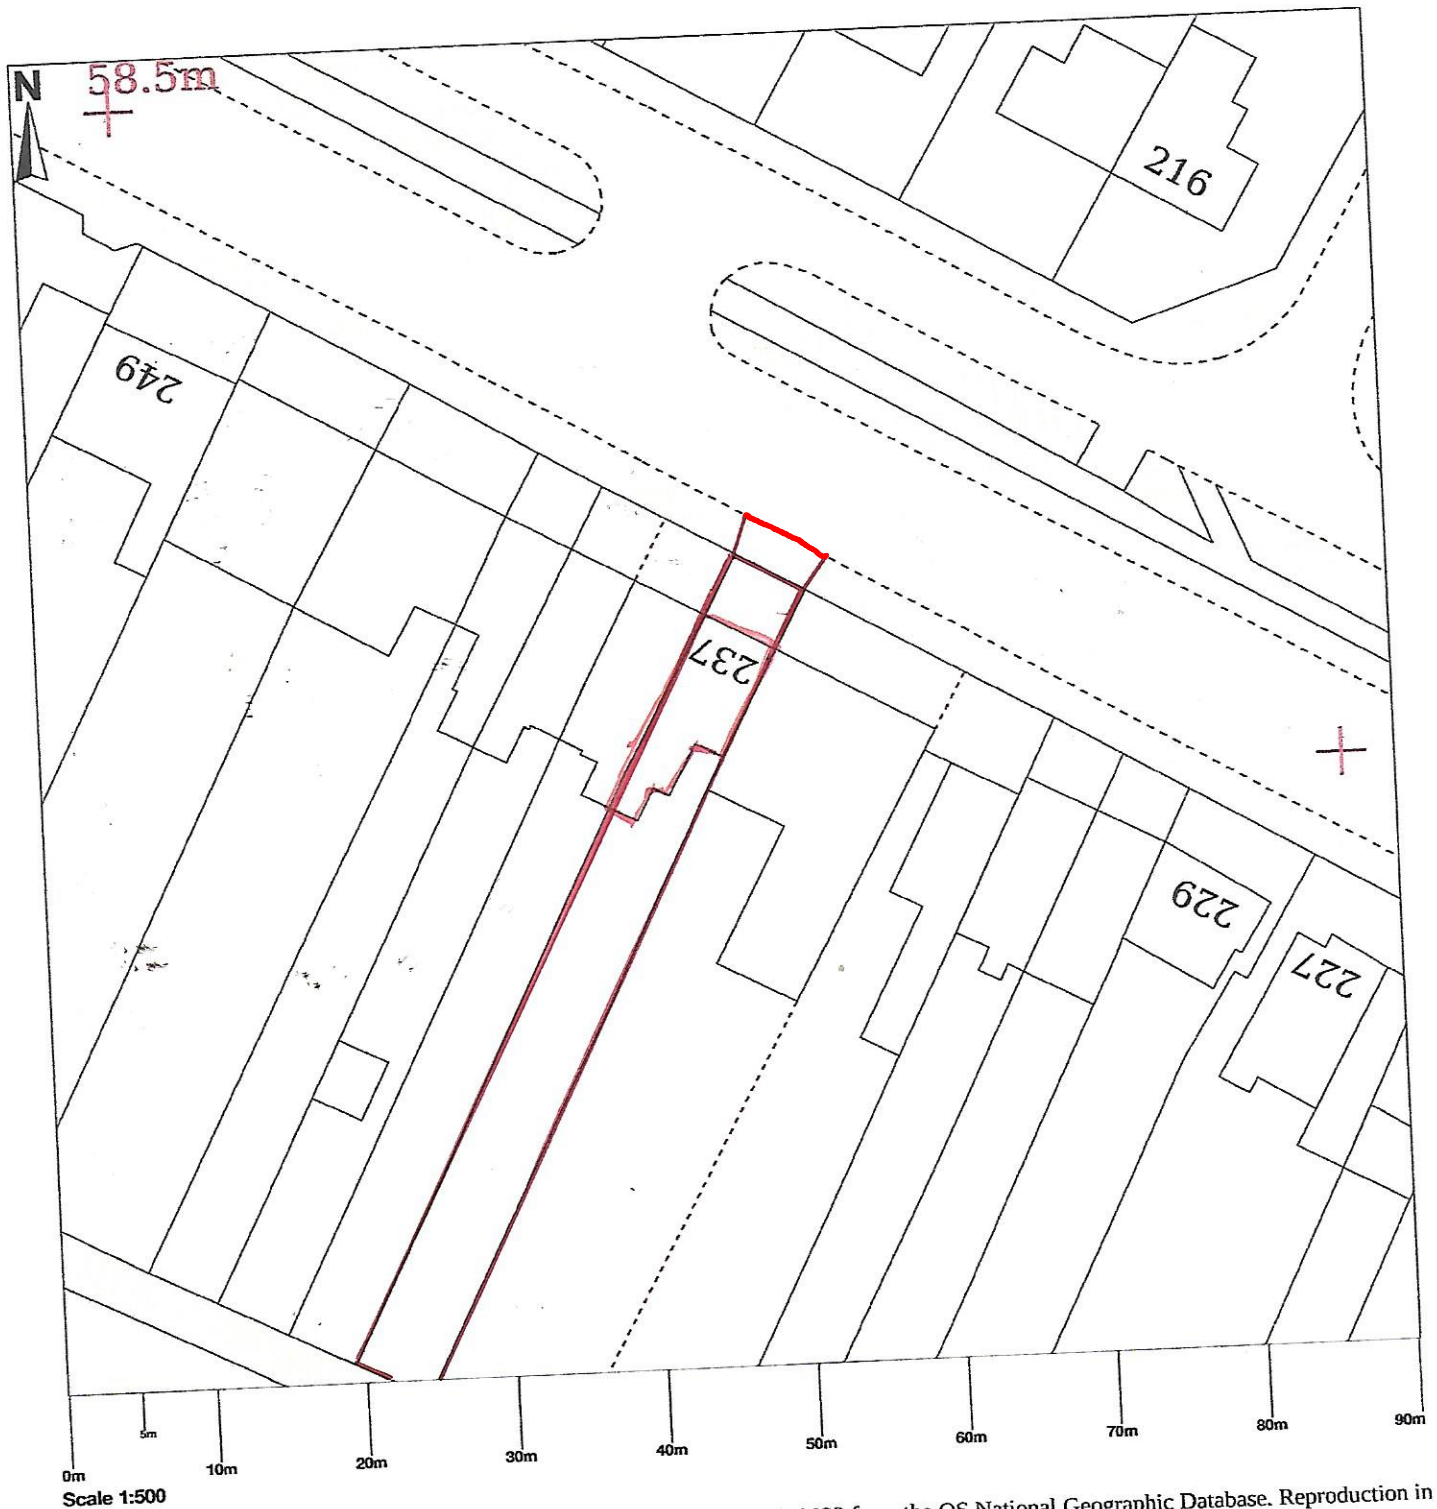 N
58.5m
216
249
237
229
227
0m
5m
10m
20m
30m
40m
50m
60m
70m
80m
90m
Scale 1:500
from the OS National Geographic Database. Reproduction in